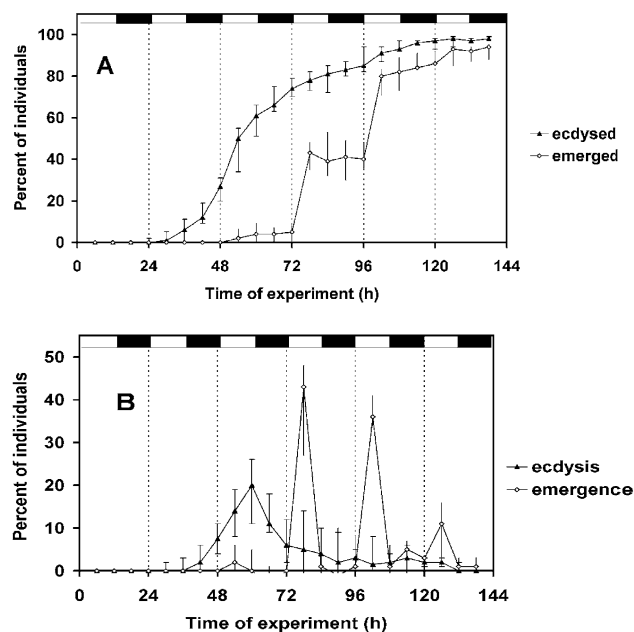 A
Percent of individuals
100
80
60
40
20
0
0 24 48 72 96 120 144
Time of experiment (h)
ecdysed
emerged
B
Percent of individuals
50
40
30
20
10
0
0 24 48 72 96 120 144
Time of experiment (h)
ecdysis
emergence